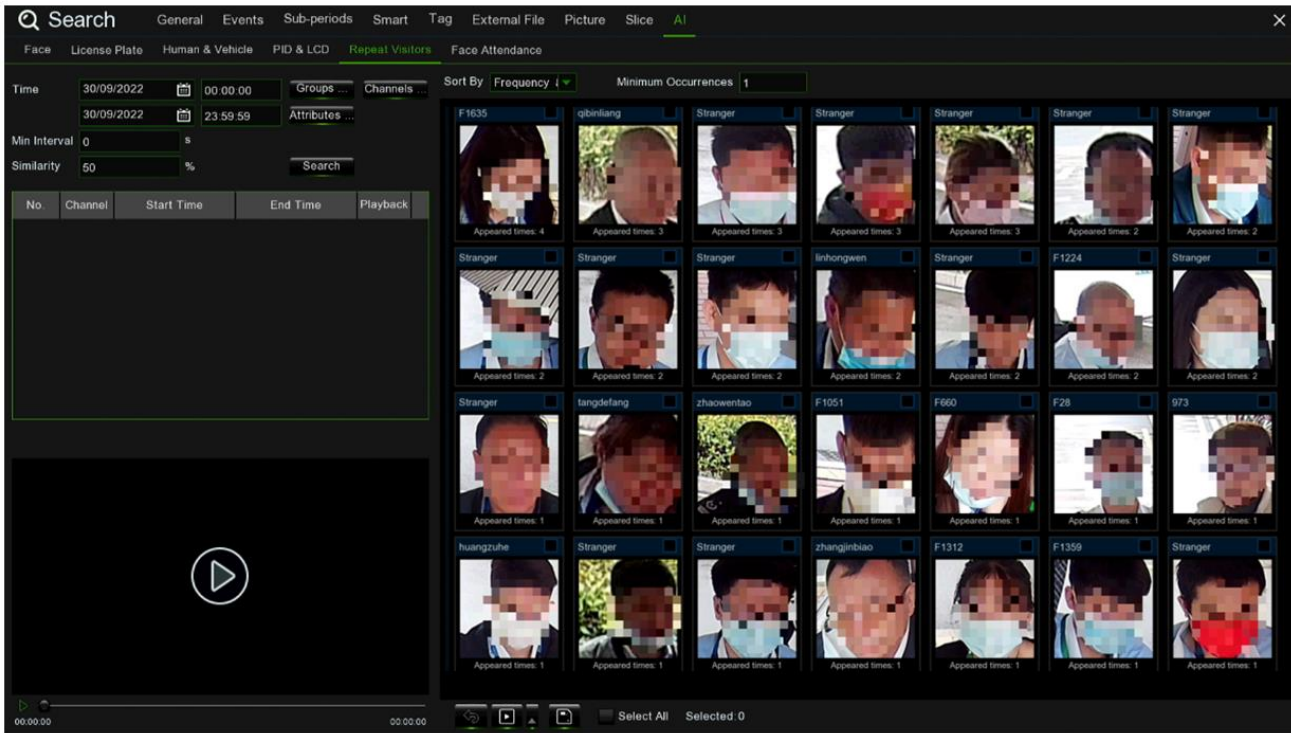 Search General Events Sub-periods Smart Tag External File Picture Slice AI
Face License Plate Human & Vehicle PID & LCD Repeat Visitors Face Attendance
Time 30/09/2022 00:00:00 Groups ... Channels ...
30/09/2022 23:59:59 Attributes ...
Min Interval 0 s
Similarity 50 % Search
No. Channel Start Time End Time Playback
00:00:00 00:00:00
Sort By Frequency Minimum Occurrences 1
F1635 qibinliang Stranger Stranger Stranger Stranger Stranger
Appeared times: 4 Appeared times: 3 Appeared times: 3 Appeared times: 3 Appeared times: 3 Appeared times: 2 Appeared times: 2
Stranger Stranger Stranger linhongwen Stranger F1224 Stranger
Appeared times: 2 Appeared times: 2 Appeared times: 2 Appeared times: 2 Appeared times: 2 Appeared times: 2 Appeared times: 2
Stranger tangdefang zhaowentao F1051 F660 F28 973
Appeared times: 1 Appeared times: 1 Appeared times: 1 Appeared times: 1 Appeared times: 1 Appeared times: 1 Appeared times: 1
huangzuhe Stranger Stranger zhangjinbiao F1312 F1359 Stranger
Appeared times: 1 Appeared times: 1 Appeared times: 1 Appeared times: 1 Appeared times: 1 Appeared times: 1 Appeared times: 1
Select All Selected:0